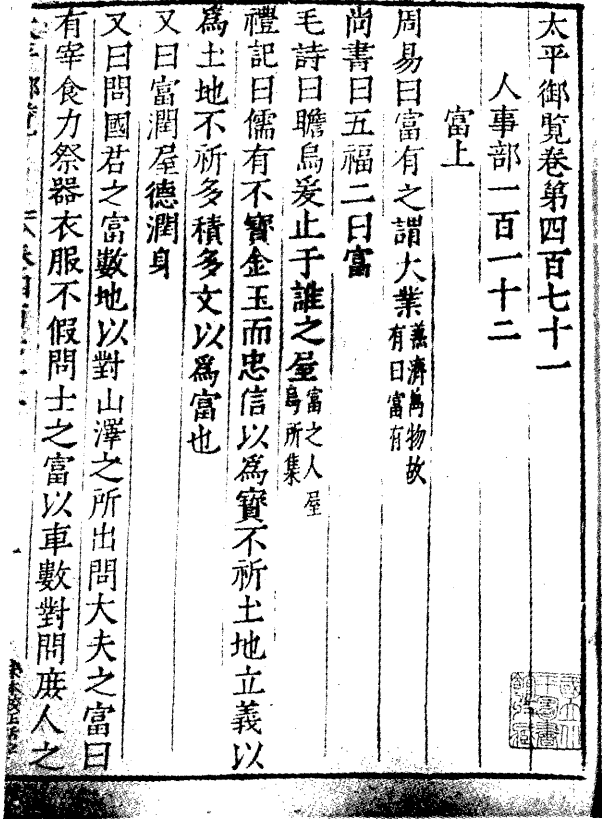 太平御覧卷第四百七十一
人事部一百一十二
富上
周易曰富有之謂大業兼濟萬物故有曰富有
尚書曰五福二曰富
毛詩曰瞻烏爰止于誰之屋富之人屋烏所集
禮記曰儒有不寶金玉而忠信以爲寶不祈土地立義以
爲土地不祈多積多文以爲富也
又曰富潤屋德潤身
又曰問國君之富數地以對山澤之所出問大夫之富曰
有宰食力祭器衣服不假問士之富以車數對問庻人之